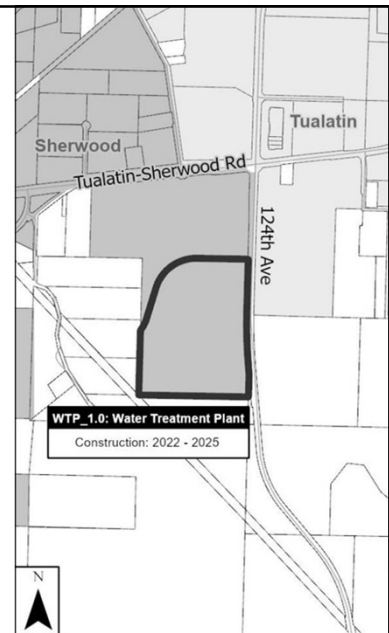 Tualatin
Sherwood
Tualatin-Sherwood Rd
124th Ave
WTP_1.0: Water Treatment Plant
Construction: 2022 - 2025
N